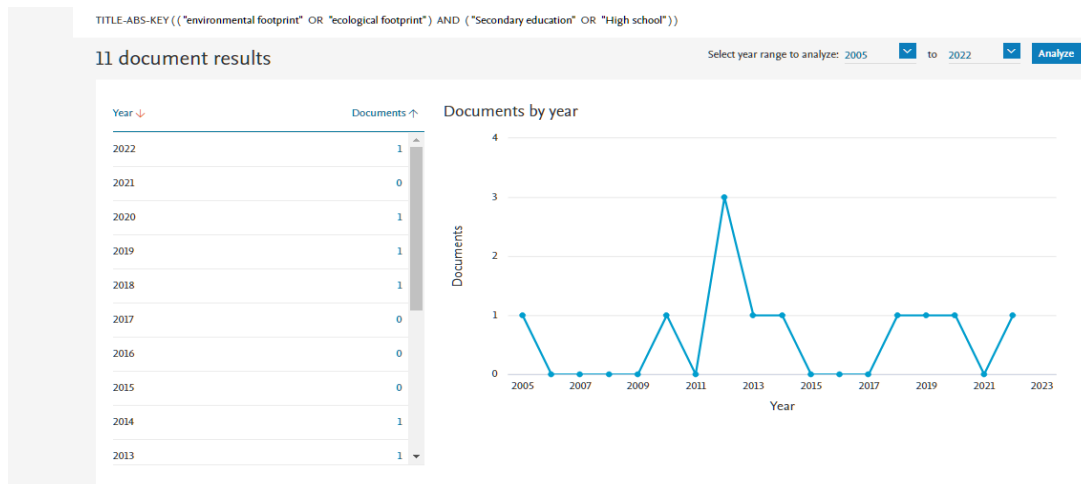 TITLE-ABS-KEY (("environmental footprint" OR "ecological footprint") AND ("Secondary education" OR "High school"))
11 document results
Select year range to analyze: 2005 to 2022 Analyze
Year Documents
2022 1
2021 0
2020 1
2019 1
2018 1
2017 0
2016 0
2015 0
2014 1
2013 1
Documents by year
4
3
2
1
0
Documents
2005 2007 2009 2011 2013 2015 2017 2019 2021 2023
Year